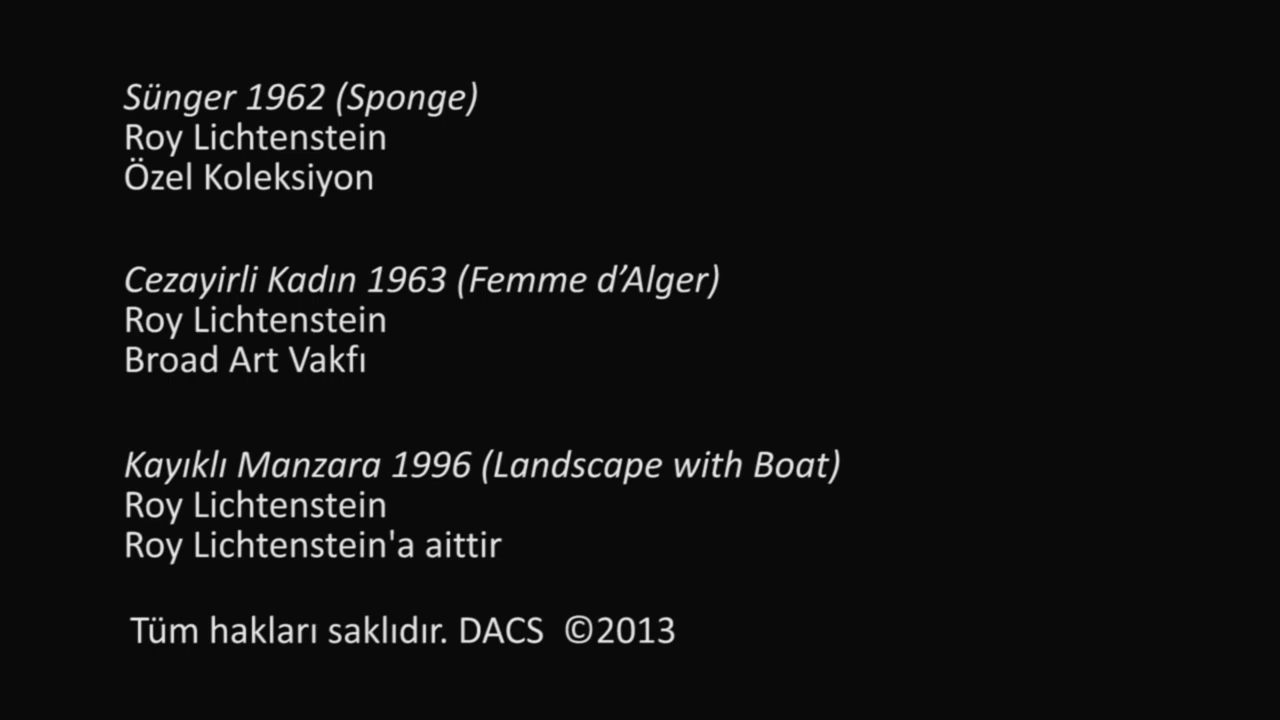 Sünger 1962 (Sponge)
Roy Lichtenstein
Özel Koleksiyon
Cezayirli Kadın 1963 (Femme d’Alger)
Roy Lichtenstein
Broad Art Vakfı
Kayıklı Manzara 1996 (Landscape with Boat)
Roy Lichtenstein
Roy Lichtenstein'a aittir
Tüm hakları saklıdır. DACS ©2013